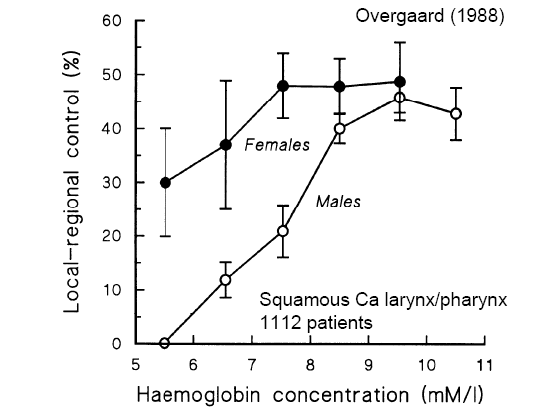 Overgaard (1988)
Local-regional control (%)
60
50
40
30
20
10
0
Females
Males
Squamous Ca larynx/pharynx
1112 patients
5 6 7 8 9 10 11
Haemoglobin concentration (mM/l)